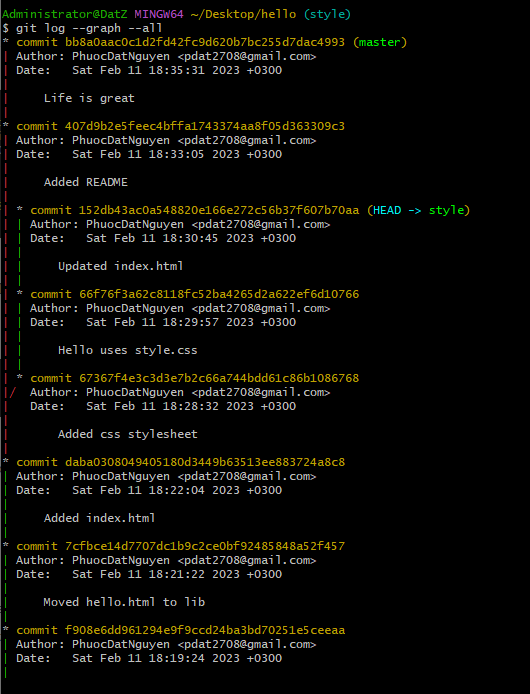 Administrator@DatZ MINGW64 ~/Desktop/hello (style)
$ git log --graph --all
* commit bb8a0aac0c1d2fd42fc9d620b7bc255d7dac4993 (master)
| Author: PhuocDatNguyen <pdat2708@gmail.com>
| Date:   Sat Feb 11 18:35:31 2023 +0300
|
|     Life is great
|
* commit 407d9b2e5feec4bffa1743374aa8f05d363309c3
| Author: PhuocDatNguyen <pdat2708@gmail.com>
| Date:   Sat Feb 11 18:33:05 2023 +0300
|
|     Added README
|
| * commit 152db43ac0a548820e166e272c56b37f607b70aa (HEAD -> style)
| | Author: PhuocDatNguyen <pdat2708@gmail.com>
| | Date:   Sat Feb 11 18:30:45 2023 +0300
| |
| |     Updated index.html
| |
| * commit 66f76f3a62c8118fc52ba4265d2a622ef6d10766
| | Author: PhuocDatNguyen <pdat2708@gmail.com>
| | Date:   Sat Feb 11 18:29:57 2023 +0300
| |
| |     Hello uses style.css
| |
| * commit 67367f4e3c3d3e7b2c66a744bdd61c86b1086768
|/  Author: PhuocDatNguyen <pdat2708@gmail.com>
|   Date:   Sat Feb 11 18:28:32 2023 +0300
|
|       Added css stylesheet
|
* commit daba0308049405180d3449b63513ee883724a8c8
| Author: PhuocDatNguyen <pdat2708@gmail.com>
| Date:   Sat Feb 11 18:22:04 2023 +0300
|
|     Added index.html
|
* commit 7cfbce14d7707dc1b9c2ce0bf92485848a52f457
| Author: PhuocDatNguyen <pdat2708@gmail.com>
| Date:   Sat Feb 11 18:21:22 2023 +0300
|
|     Moved hello.html to lib
|
* commit f908e6dd961294e9f9ccd24ba3bd70251e5ceeaa
| Author: PhuocDatNguyen <pdat2708@gmail.com>
| Date:   Sat Feb 11 18:19:24 2023 +0300
|